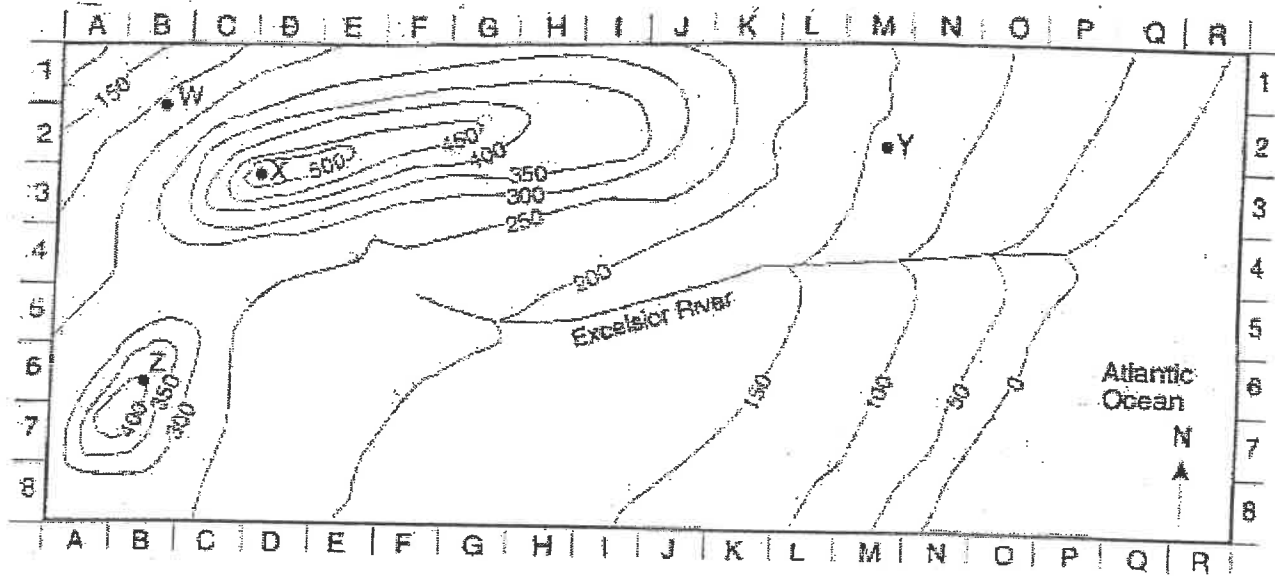 A | B | C | D | E | F | G | H | I | J | K | L | M | N | O | P | Q | R
1 1
150 W
2 Y 2
450
400
X 500
350
3 300 3
250
4 4
200
5 Excelsior River 5
6 Z Atlantic 6
Ocean
400 350 300 150 100 50 0
7 N 7
8 8
A | B | C | D | E | F | G | H | I | J | K | L | M | N | O | P | Q | R